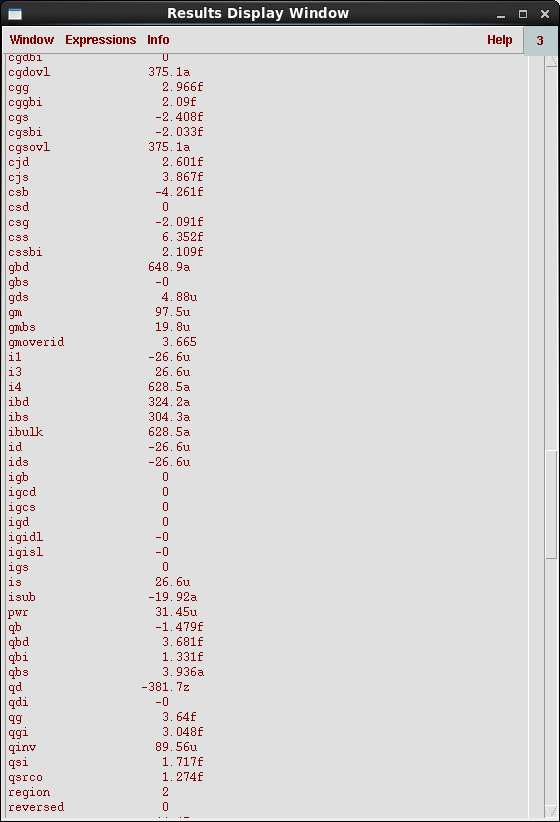 Results Display Window
Window Expressions Info Help 3
cgdbi 0
cgdovl 375.1a
cgg 2.966f
cggbi 2.09f
cgs -2.408f
cgsbi -2.033f
cgsovl 375.1a
cjd 2.601f
cjs 3.867f
csb -4.261f
csd 0
csg -2.091f
css 6.352f
cssbi 2.109f
gbd 648.9a
gbs -0
gds 4.88u
gm 97.5u
gmbs 19.8u
gmoverid 3.665
i1 -26.6u
i3 26.6u
i4 628.5a
ibd 324.2a
ibs 304.3a
ibulk 628.5a
id -26.6u
ids -26.6u
igb 0
igcd 0
igcs 0
igd 0
igidl -0
igisl -0
igs 0
is 26.6u
isub -19.92a
pwr 31.45u
qb -1.479f
qbd 3.681f
qbi 1.331f
qbs 3.936a
qd -381.7z
qdi -0
qg 3.64f
qgi 3.048f
qinv 89.56u
qsi 1.717f
qsrco 1.274f
region 2
reversed 0